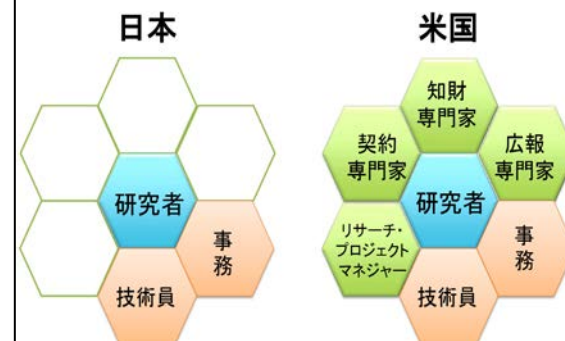 日本
研究者
事
務
技術員
米国
知財
専門家
契約
専門家
広報
専門家
研究者
リサーチ・
プロジェクト
マネジャー
事
務
技術員